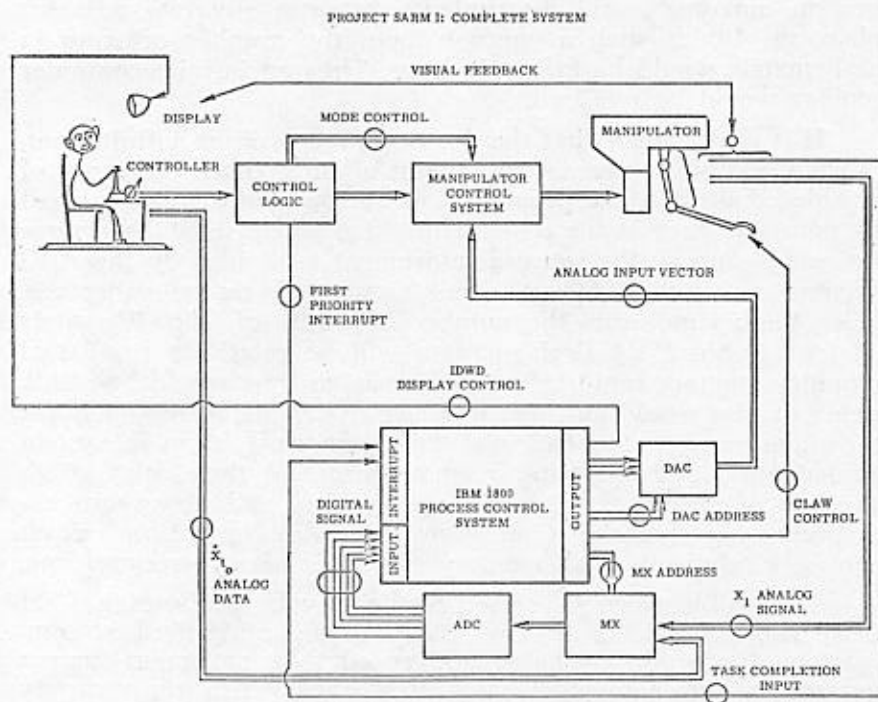 PROJECT SARM I: COMPLETE SYSTEM
VISUAL FEEDBACK
DISPLAY
MODE CONTROL
MANIPULATOR
CONTROLLER
CONTROL
LOGIC
MANIPULATOR
CONTROL
SYSTEM
ANALOG INPUT VECTOR
FIRST
PRIORITY
INTERRUPT
IDWD
DISPLAY CONTROL
INTERRUPT
IBM 1800
PROCESS CONTROL
SYSTEM
OUTPUT
DAC
DAC ADDRESS
CLAW
CONTROL
DIGITAL
SIGNAL
INPUT
ANALOG
DATA
MX ADDRESS
ADC
MX
ANALOG
SIGNAL
TASK COMPLETION
INPUT